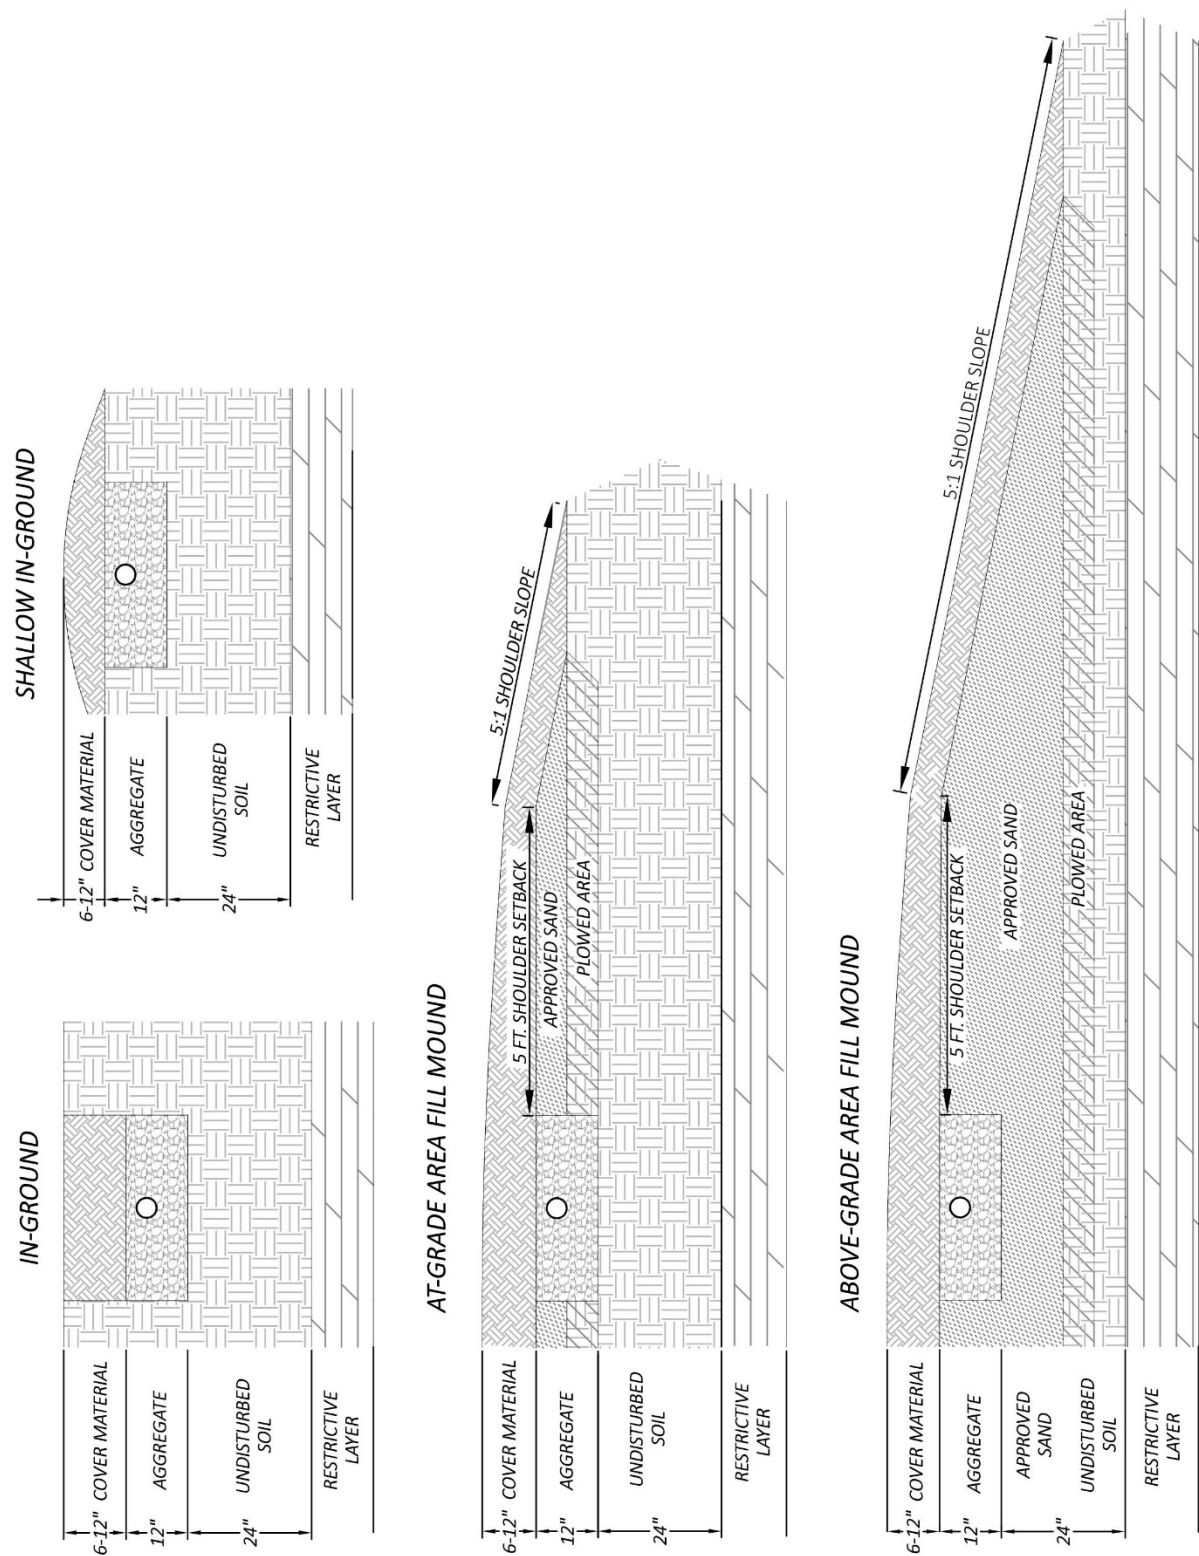 IN-GROUND
6-12" COVER MATERIAL
12" AGGREGATE
24" UNDISTURBED
SOIL
RESTRICTIVE
LAYER
SHALLOW IN-GROUND
6-12" COVER MATERIAL
12" AGGREGATE
24" UNDISTURBED
SOIL
RESTRICTIVE
LAYER
AT-GRADE AREA FILL MOUND
6-12" COVER MATERIAL
12" AGGREGATE
24" UNDISTURBED
SOIL
RESTRICTIVE
LAYER
5 FT. SHOULDER SETBACK
APPROVED SAND
PLOWED AREA
5:1 SHOULDER SLOPE
ABOVE-GRADE AREA FILL MOUND
6-12" COVER MATERIAL
12" AGGREGATE
24" APPROVED
SAND
UNDISTURBED
SOIL
RESTRICTIVE
LAYER
5 FT. SHOULDER SETBACK
APPROVED SAND
PLOWED AREA
5:1 SHOULDER SLOPE